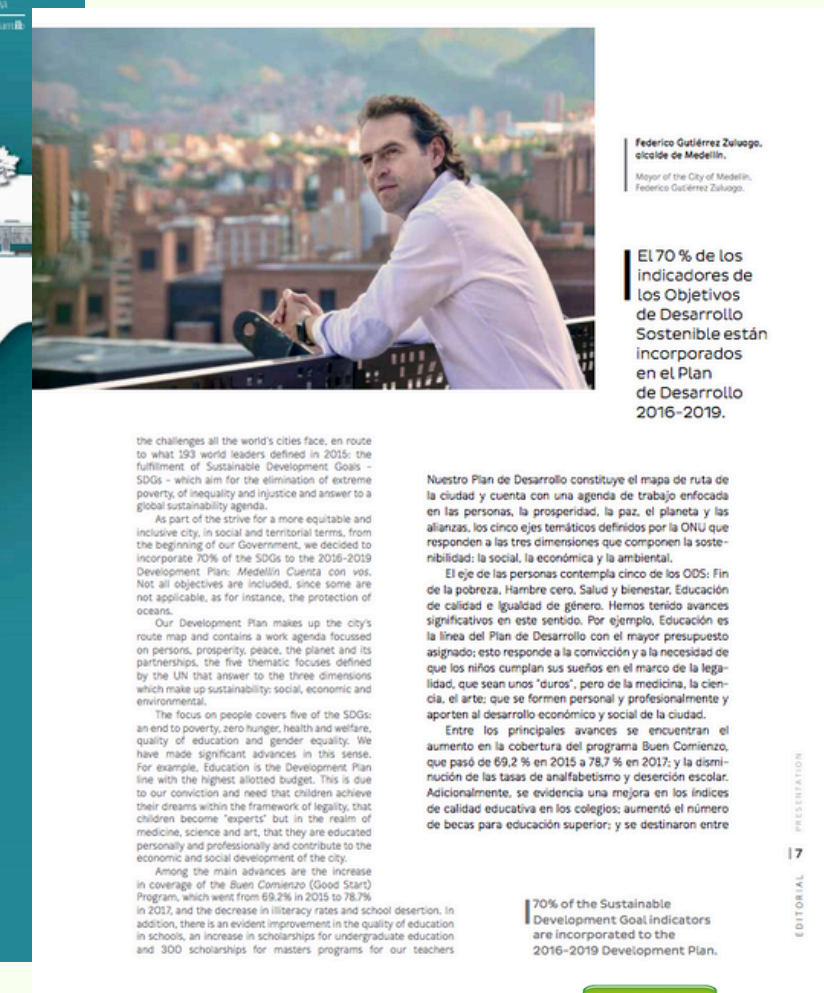 Federico Gutiérrez Zuluaga,
alcalde de Medellín.
Mayor of the City of Medellín,
Federico Gutiérrez Zuluaga.
El 70 % de los
indicadores de
los Objetivos
de Desarrollo
Sostenible están
incorporados
en el Plan
de Desarrollo
2016-2019.
the challenges all the world's cities face, en route
to what 193 world leaders defined in 2015: the
fulfillment of Sustainable Development Goals –
SDGs – which aim for the elimination of extreme
poverty, of inequality and injustice and answer to a
global sustainability agenda.
As part of the strive for a more equitable and
inclusive city, in social and territorial terms, from
the beginning of our Government, we decided to
incorporate 70% of the SDGs to the 2016-2019
Development Plan: Medellín Cuenta con vos.
Not all objectives are included, since some are
not applicable, as for instance, the protection of
oceans.
Our Development Plan makes up the city's
route map and contains a work agenda focussed
on persons, prosperity, peace, the planet and its
partnerships, the five thematic focuses defined
by the UN that answer to the three dimensions
which make up sustainability: social, economic and
environmental.
The focus on people covers five of the SDGs:
an end to poverty, zero hunger, health and welfare,
quality of education and gender equality. We
have made significant advances in this sense.
For example, Education is the Development Plan
line with the highest allotted budget. This is due
to our conviction and need that children achieve
their dreams within the framework of legality, that
children become "experts" but in the realm of
medicine, science and art, that they are educated
personally and professionally and contribute to the
economic and social development of the city.
Among the main advances are the increase
in coverage of the Buen Comienzo (Good Start)
Program, which went from 69.2% in 2015 to 78.7%
in 2017, and the decrease in illiteracy rates and school desertion. In
addition, there is an evident improvement in the quality of education
in schools, an increase in scholarships for undergraduate education
and 300 scholarships for masters programs for our teachers
Nuestro Plan de Desarrollo constituye el mapa de ruta de
la ciudad y cuenta con una agenda de trabajo enfocada
en las personas, la prosperidad, la paz, el planeta y las
alianzas, los cinco ejes temáticos definidos por la ONU que
responden a las tres dimensiones que componen la soste-
nibilidad: la social, la económica y la ambiental.
El eje de las personas contempla cinco de los ODS: Fin
de la pobreza, Hambre cero, Salud y bienestar, Educación
de calidad e Igualdad de género. Hemos tenido avances
significativos en este sentido. Por ejemplo, Educación es
la línea del Plan de Desarrollo con el mayor presupuesto
asignado; esto responde a la convicción y a la necesidad de
que los niños cumplan sus sueños en el marco de la lega-
lidad, que sean unos "duros", pero de la medicina, la cien-
cia, el arte; que se formen personal y profesionalmente y
aporten al desarrollo económico y social de la ciudad.
Entre los principales avances se encuentran el
aumento en la cobertura del programa Buen Comienzo,
que pasó de 69,2 % en 2015 a 78,7 % en 2017; y la dismi-
nución de las tasas de analfabetismo y deserción escolar.
Adicionalmente, se evidencia una mejora en los índices
de calidad educativa en los colegios; aumentó el número
de becas para educación superior; y se destinaron entre
70% of the Sustainable
Development Goal indicators
are incorporated to the
2016-2019 Development Plan.
EDITORIAL |7 PRESENTATION